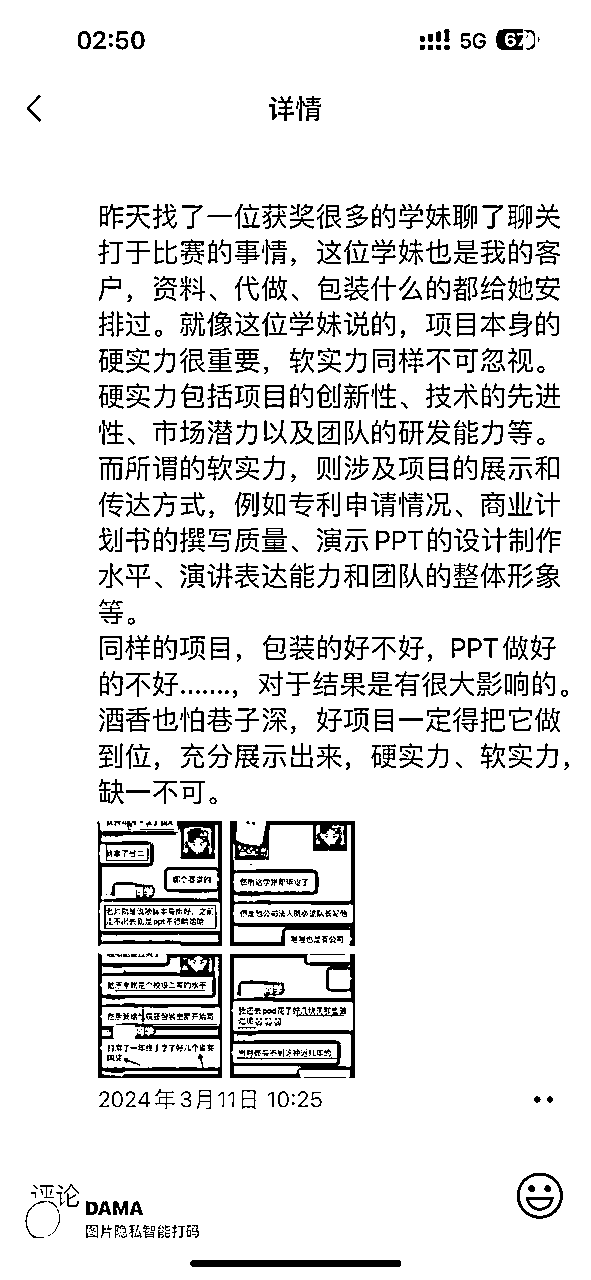 02:50
5G 67
详情
昨天找了一位获奖很多的学妹聊了聊关
打于比赛的事情，这位学妹也是我的客
户，资料、代做、包装什么的都给她安
排过。就像这位学妹说的，项目本身的
硬实力很重要，软实力同样不可忽视。
硬实力包括项目的创新性、技术的先进
性、市场潜力以及团队的研发能力等。
而所谓的软实力，则涉及项目的展示和
传达方式，例如专利申请情况、商业计
划书的撰写质量、演示PPT的设计制作
水平、演讲表达能力和团队的整体形象
等。
同样的项目，包装的好不好，PPT做好
的不好.......，对于结果是有很大影响的。
酒香也怕巷子深，好项目一定得把它做
到位，充分展示出来，硬实力、软实力，
缺一不可。
哪个赛道的
2024年3月11日 10:25
评论
DAMA
图片隐私智能打码